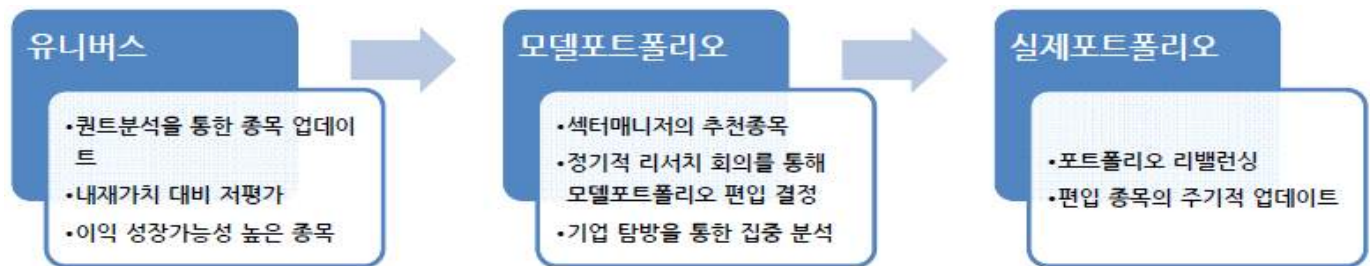 유니버스
•퀀트분석을 통한 종목 업데이
트
•내재가치 대비 저평가
•이익 성장가능성 높은 종목
모델포트폴리오
•섹터매니저의 추천종목
•정기적 리서치 회의를 통해
모델포트폴리오 편입 결정
•기업 탐방을 통한 집중 분석
실제포트폴리오
•포트폴리오 리밸런싱
•편입 종목의 주기적 업데이트